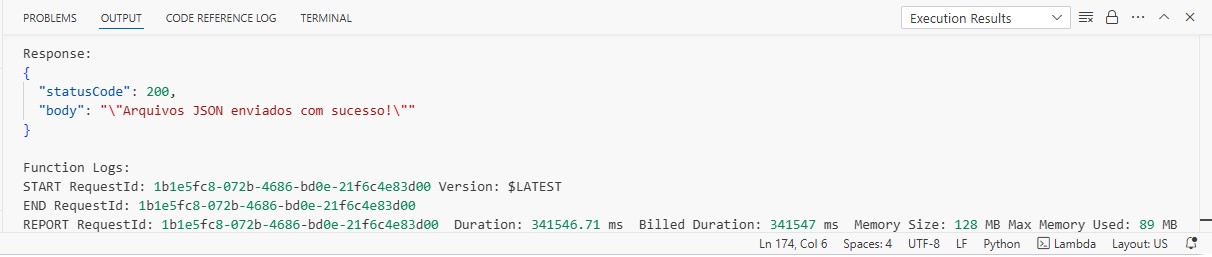 PROBLEMS OUTPUT CODE REFERENCE LOG TERMINAL Execution Results
Response:
{
"statusCode": 200,
"body": "\"Arquivos JSON enviados com sucesso!\""
}
Function Logs:
START RequestId: 1b1e5fc8-072b-4686-bd0e-21f6c4e83d00 Version: $LATEST
END RequestId: 1b1e5fc8-072b-4686-bd0e-21f6c4e83d00
REPORT RequestId: 1b1e5fc8-072b-4686-bd0e-21f6c4e83d00 Duration: 341546.71 ms Billed Duration: 341547 ms Memory Size: 128 MB Max Memory Used: 89 MB
Ln 174, Col 6 Spaces: 4 UTF-8 LF Python Lambda Layout: US